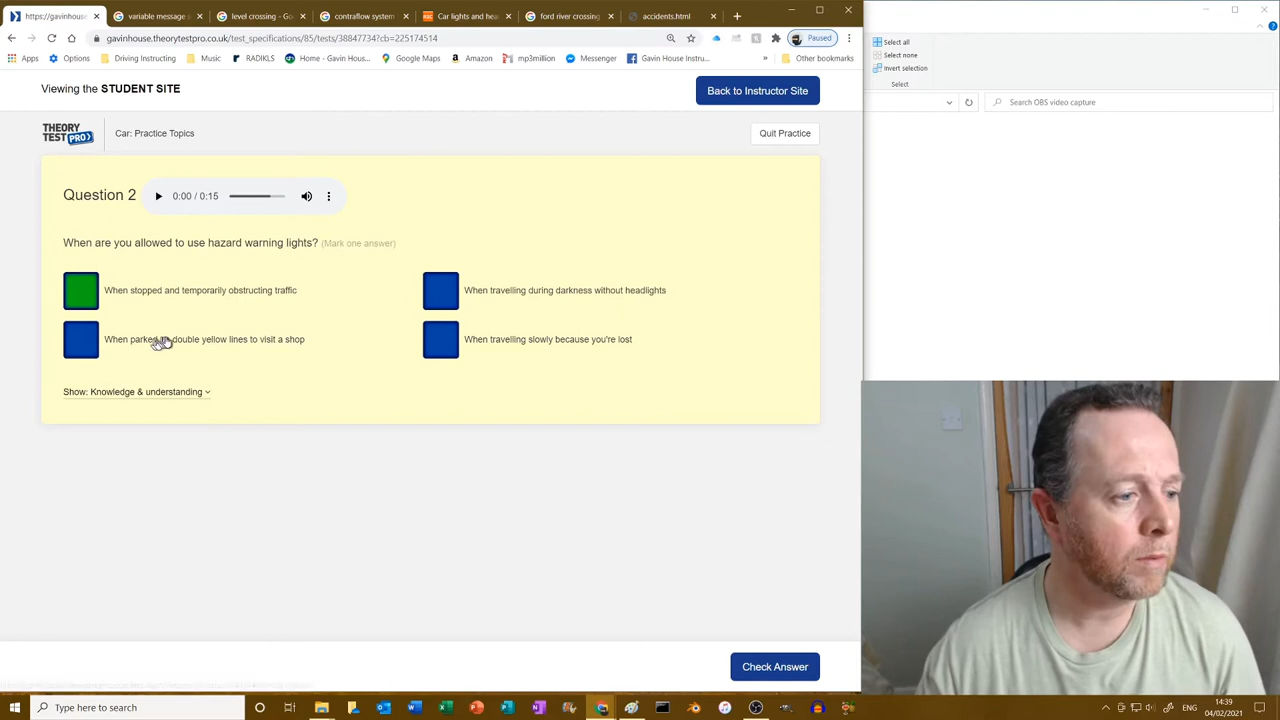 https://gavinhouse
variable message s
level crossing - Go
contraflow system
Car lights and hea
ford river crossing
accidents.html
gavinhouse.theorytestpro.co.uk/test_specifications/85/tests/38847734?cb=225174514
Paused
Apps
Options
Driving Instructing
Music
RADIKLS
Home - Gavin Hous...
Google Maps
Amazon
mp3million
Messenger
Gavin House Instru...
Other bookmarks
Select all
Select none
Invert selection
Select
Search OBS video capture
Viewing the STUDENT SITE
Back to Instructor Site
THEORY
TEST PRO
Car: Practice Topics
Quit Practice
Question 2
0:00 / 0:15
When are you allowed to use hazard warning lights? (Mark one answer)
When stopped and temporarily obstructing traffic
When travelling during darkness without headlights
When parked on double yellow lines to visit a shop
When travelling slowly because you're lost
Show: Knowledge & understanding
Check Answer
Type here to search
14:39
04/02/2021